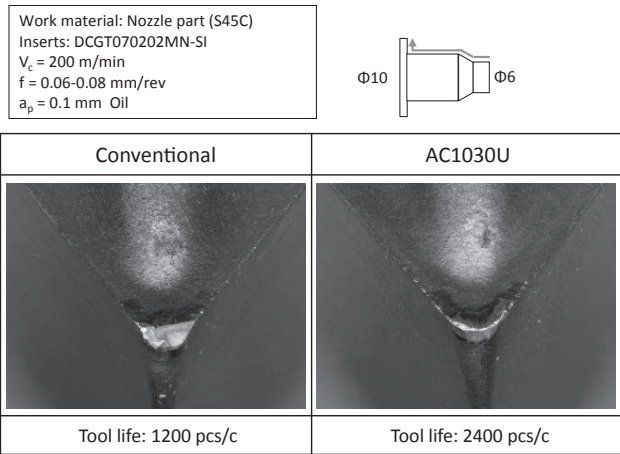 Work material: Nozzle part (S45C)
Inserts: DCGT070202MN-SI
Vc = 200 m/min
f = 0.06-0.08 mm/rev
ap = 0.1 mm  Oil
Φ10
Φ6
Conventional
AC1030U
Tool life: 1200 pcs/c
Tool life: 2400 pcs/c